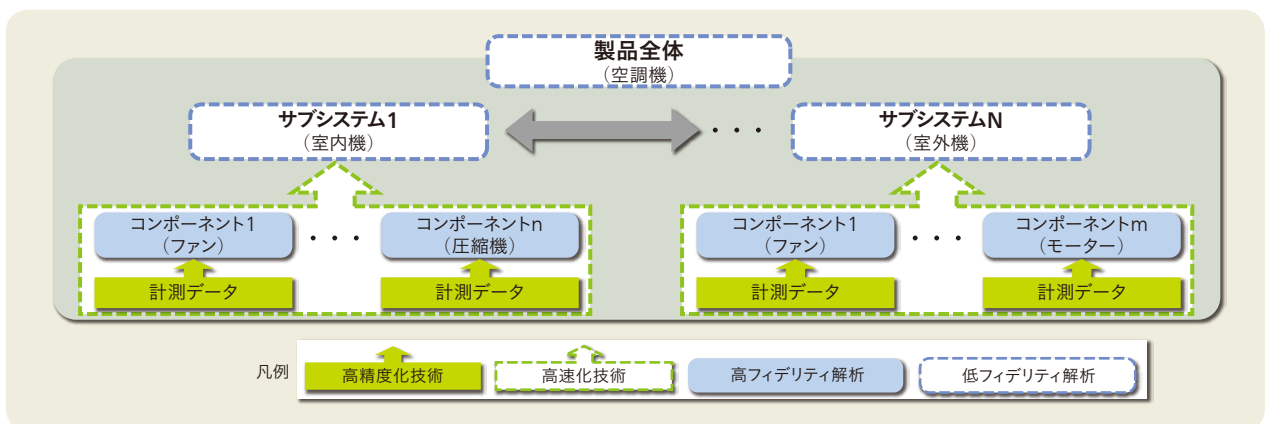 製品全体
（空調機）
サブシステム1
（室内機）
・・・
サブシステムN
（室外機）
コンポーネント1
（ファン）
・・・
コンポーネントn
（圧縮機）
コンポーネント1
（ファン）
・・・
コンポーネントm
（モーター）
計測データ
計測データ
計測データ
計測データ
凡例
高精度化技術
高速化技術
高フィデリティ解析
低フィデリティ解析